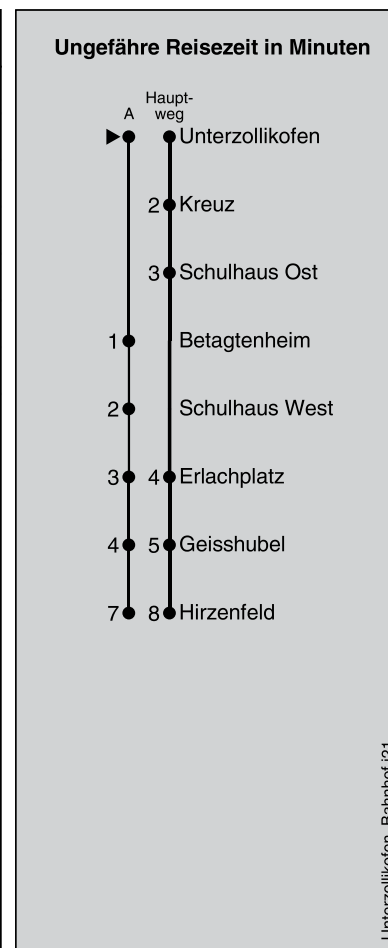 Ungefähre Reisezeit in Minuten
A Haupt-
weg
Unterzollikofen
2 Kreuz
3 Schulhaus Ost
1 Betagtenheim
2 Schulhaus West
3 4 Erlachplatz
4 5 Geisshubel
7 8 Hirzenfeld
Unterzollikofen, Bahnhof j21